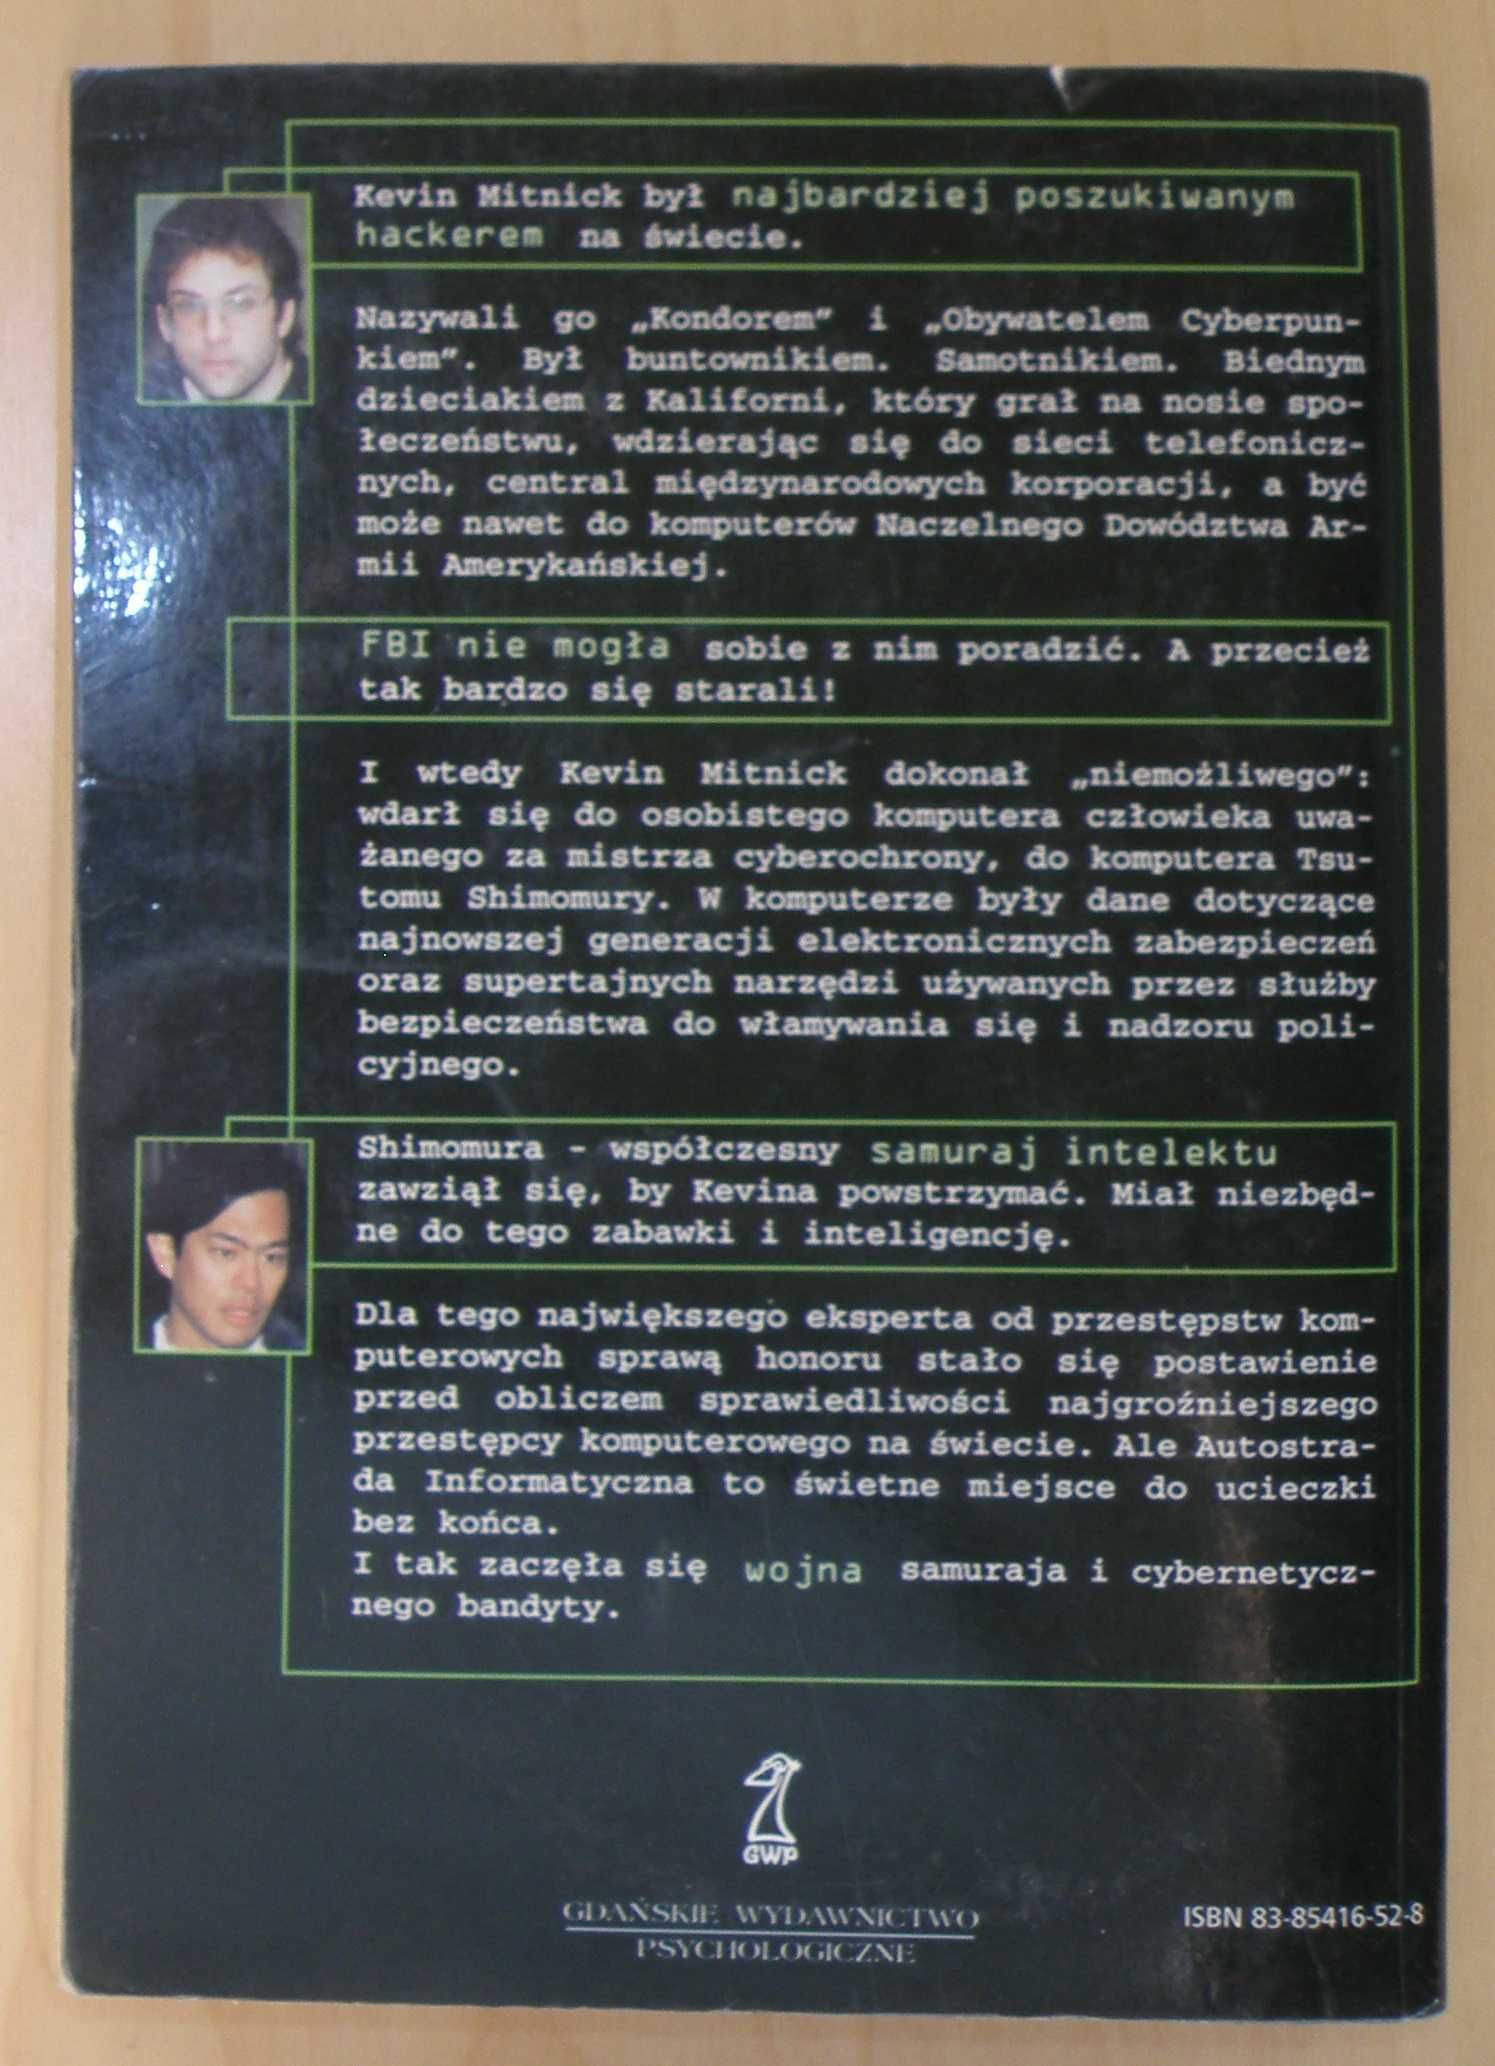 Kevin Mitnick był najbardziej poszukiwanym
hackerem na świecie.
Nazywali go „Kondorem" i „Obywatelem Cyberpun-
kiem". Był buntownikiem. Samotnikiem. Biednym
dzieciakiem z Kaliforni, który grał na nosie spo-
łeczeństwu, wdzierając się do sieci telefonicz-
nych, central międzynarodowych korporacji, a być
może nawet do komputerów Naczelnego Dowództwa Ar-
mii Amerykańskiej.
FBI nie mogła sobie z nim poradzić. A przecież
tak bardzo się starali!
I wtedy Kevin Mitnick dokonał „niemożliwego":
wdarł się do osobistego komputera człowieka uwa-
żanego za mistrza cyberochrony, do komputera Tsu-
tomu Shimomury. W komputerze były dane dotyczące
najnowszej generacji elektronicznych zabezpieczeń
oraz supertajnych narzędzi używanych przez służby
bezpieczeństwa do włamywania się i nadzoru poli-
cyjnego.
Shimomura - współczesny samuraj intelektu
zawziął się, by Kevina powstrzymać. Miał niezbęd-
ne do tego zabawki i inteligencję.
Dla tego największego eksperta od przestępstw kom-
puterowych sprawą honoru stało się postawienie
przed obliczem sprawiedliwości najgroźniejszego
przestępcy komputerowego na świecie. Ale Autostra-
da Informatyczna to świetne miejsce do ucieczki
bez końca.
I tak zaczęła się wojna samuraja i cybernetycz-
nego bandyty.
GWP
GDAŃSKIE WYDAWNICTWO
PSYCHOLOGICZNE
ISBN 83-85416-52-8